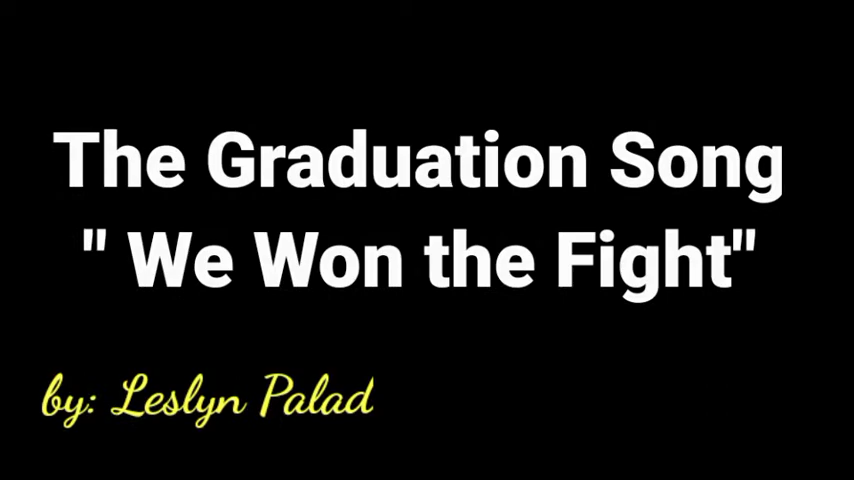 The Graduation Song
" We Won the Fight"
by: Leslyn Palad